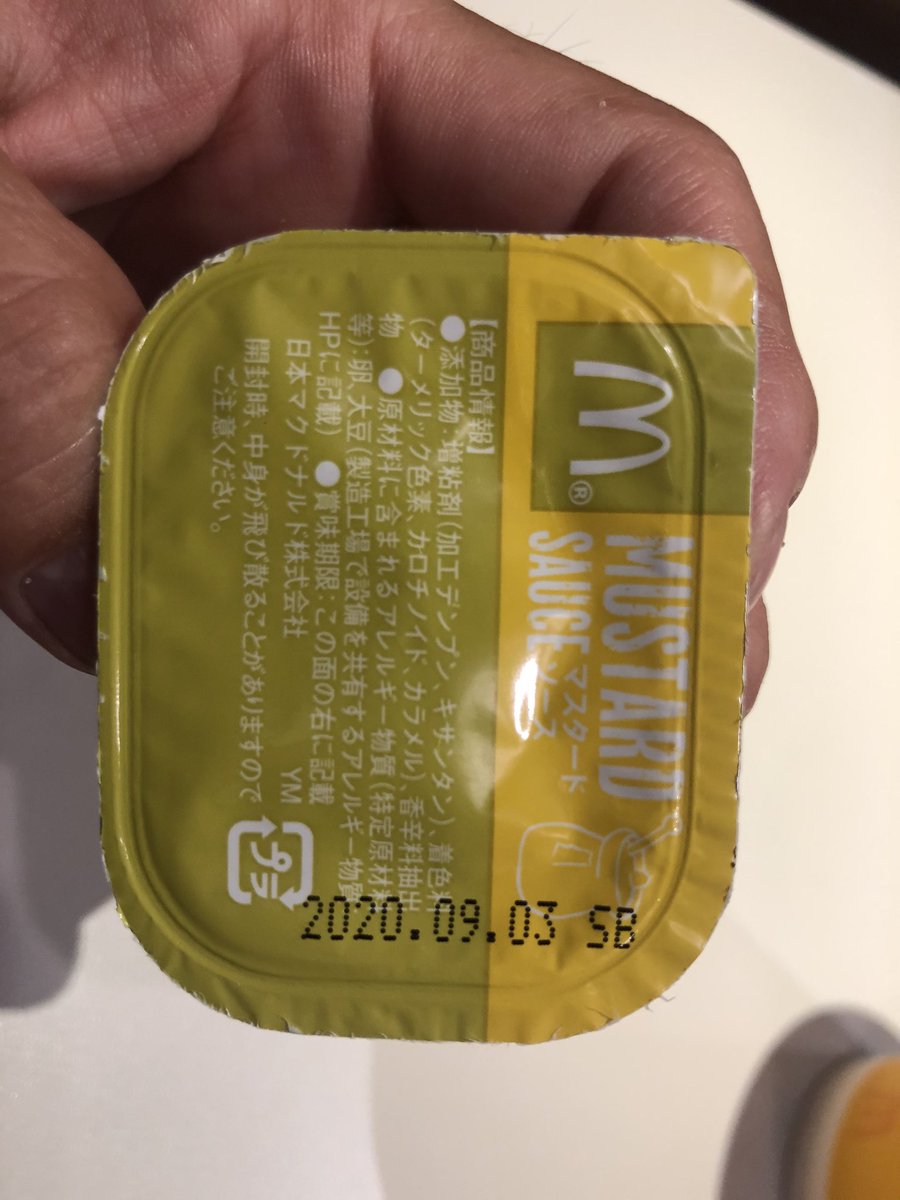 M®
MUSTARD
SAUCE マスタード
ソース
【商品情報】
●添加物:増粘剤(加工デンプン、キサンタン)、着色料
(ターメリック色素、カロチノイド、カラメル)、香辛料抽出
物 ●原材料に含まれるアレルギー物質(特定原材料
等):卵、大豆(製造工場で設備を共有するアレルギー物質
HPに記載) ●賞味期限:この面の右に記載
日本マクドナルド株式会社 YM
開封時、中身が飛び散ることがありますので
ご注意ください。
プラ
2020.09.03 SB